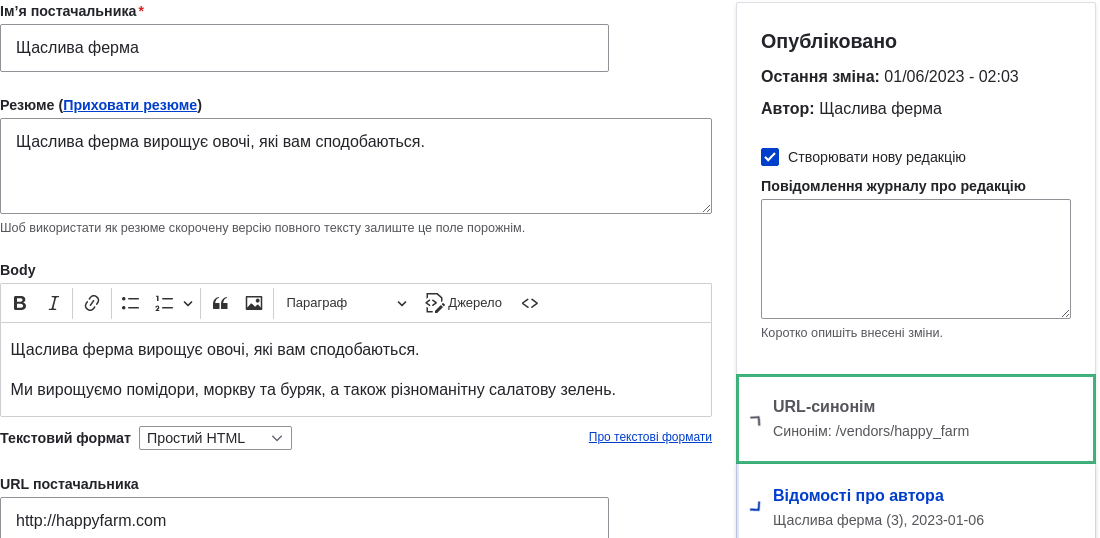 Ім’я постачальника*
Щаслива ферма
Резюме (Приховати резюме)
Щаслива ферма вирощує овочі, які вам сподобаються.
Шоб використати як резюме скорочену версію повного тексту залиште це поле порожнім.
Body
B I Параграф Джерело
Щаслива ферма вирощує овочі, які вам сподобаються.
Ми вирощуємо помідори, моркву та буряк, а також різноманітну салатову зелень.
Текстовий формат Простий HTML Про текстові формати
URL постачальника
http://happyfarm.com
Опубліковано
Остання зміна: 01/06/2023 - 02:03
Автор: Щаслива ферма
Створювати нову редакцію
Повідомлення журналу про редакцію
Коротко опишіть внесені зміни.
URL-синонім
Синонім: /vendors/happy_farm
Відомості про автора
Щаслива ферма (3), 2023-01-06